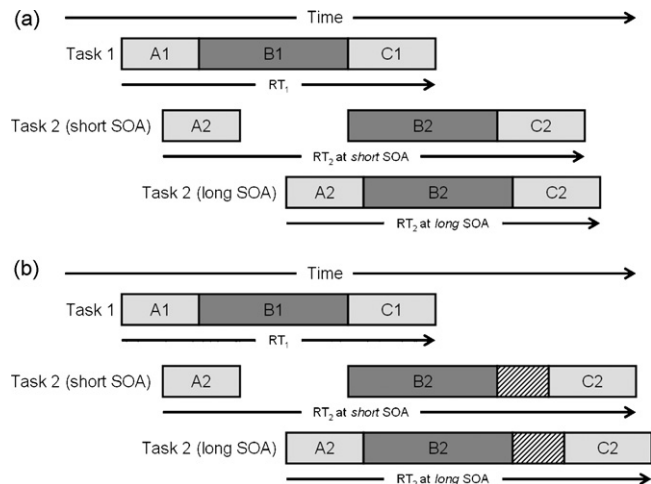 (a)
Time
Task 1 A1 B1 C1
RT1
Task 2 (short SOA) A2 B2 C2
RT2 at short SOA
Task 2 (long SOA) A2 B2 C2
RT2 at long SOA
(b)
Time
Task 1 A1 B1 C1
RT1
Task 2 (short SOA) A2 B2 C2
RT2 at short SOA
Task 2 (long SOA) A2 B2 C2
RT2 at long SOA